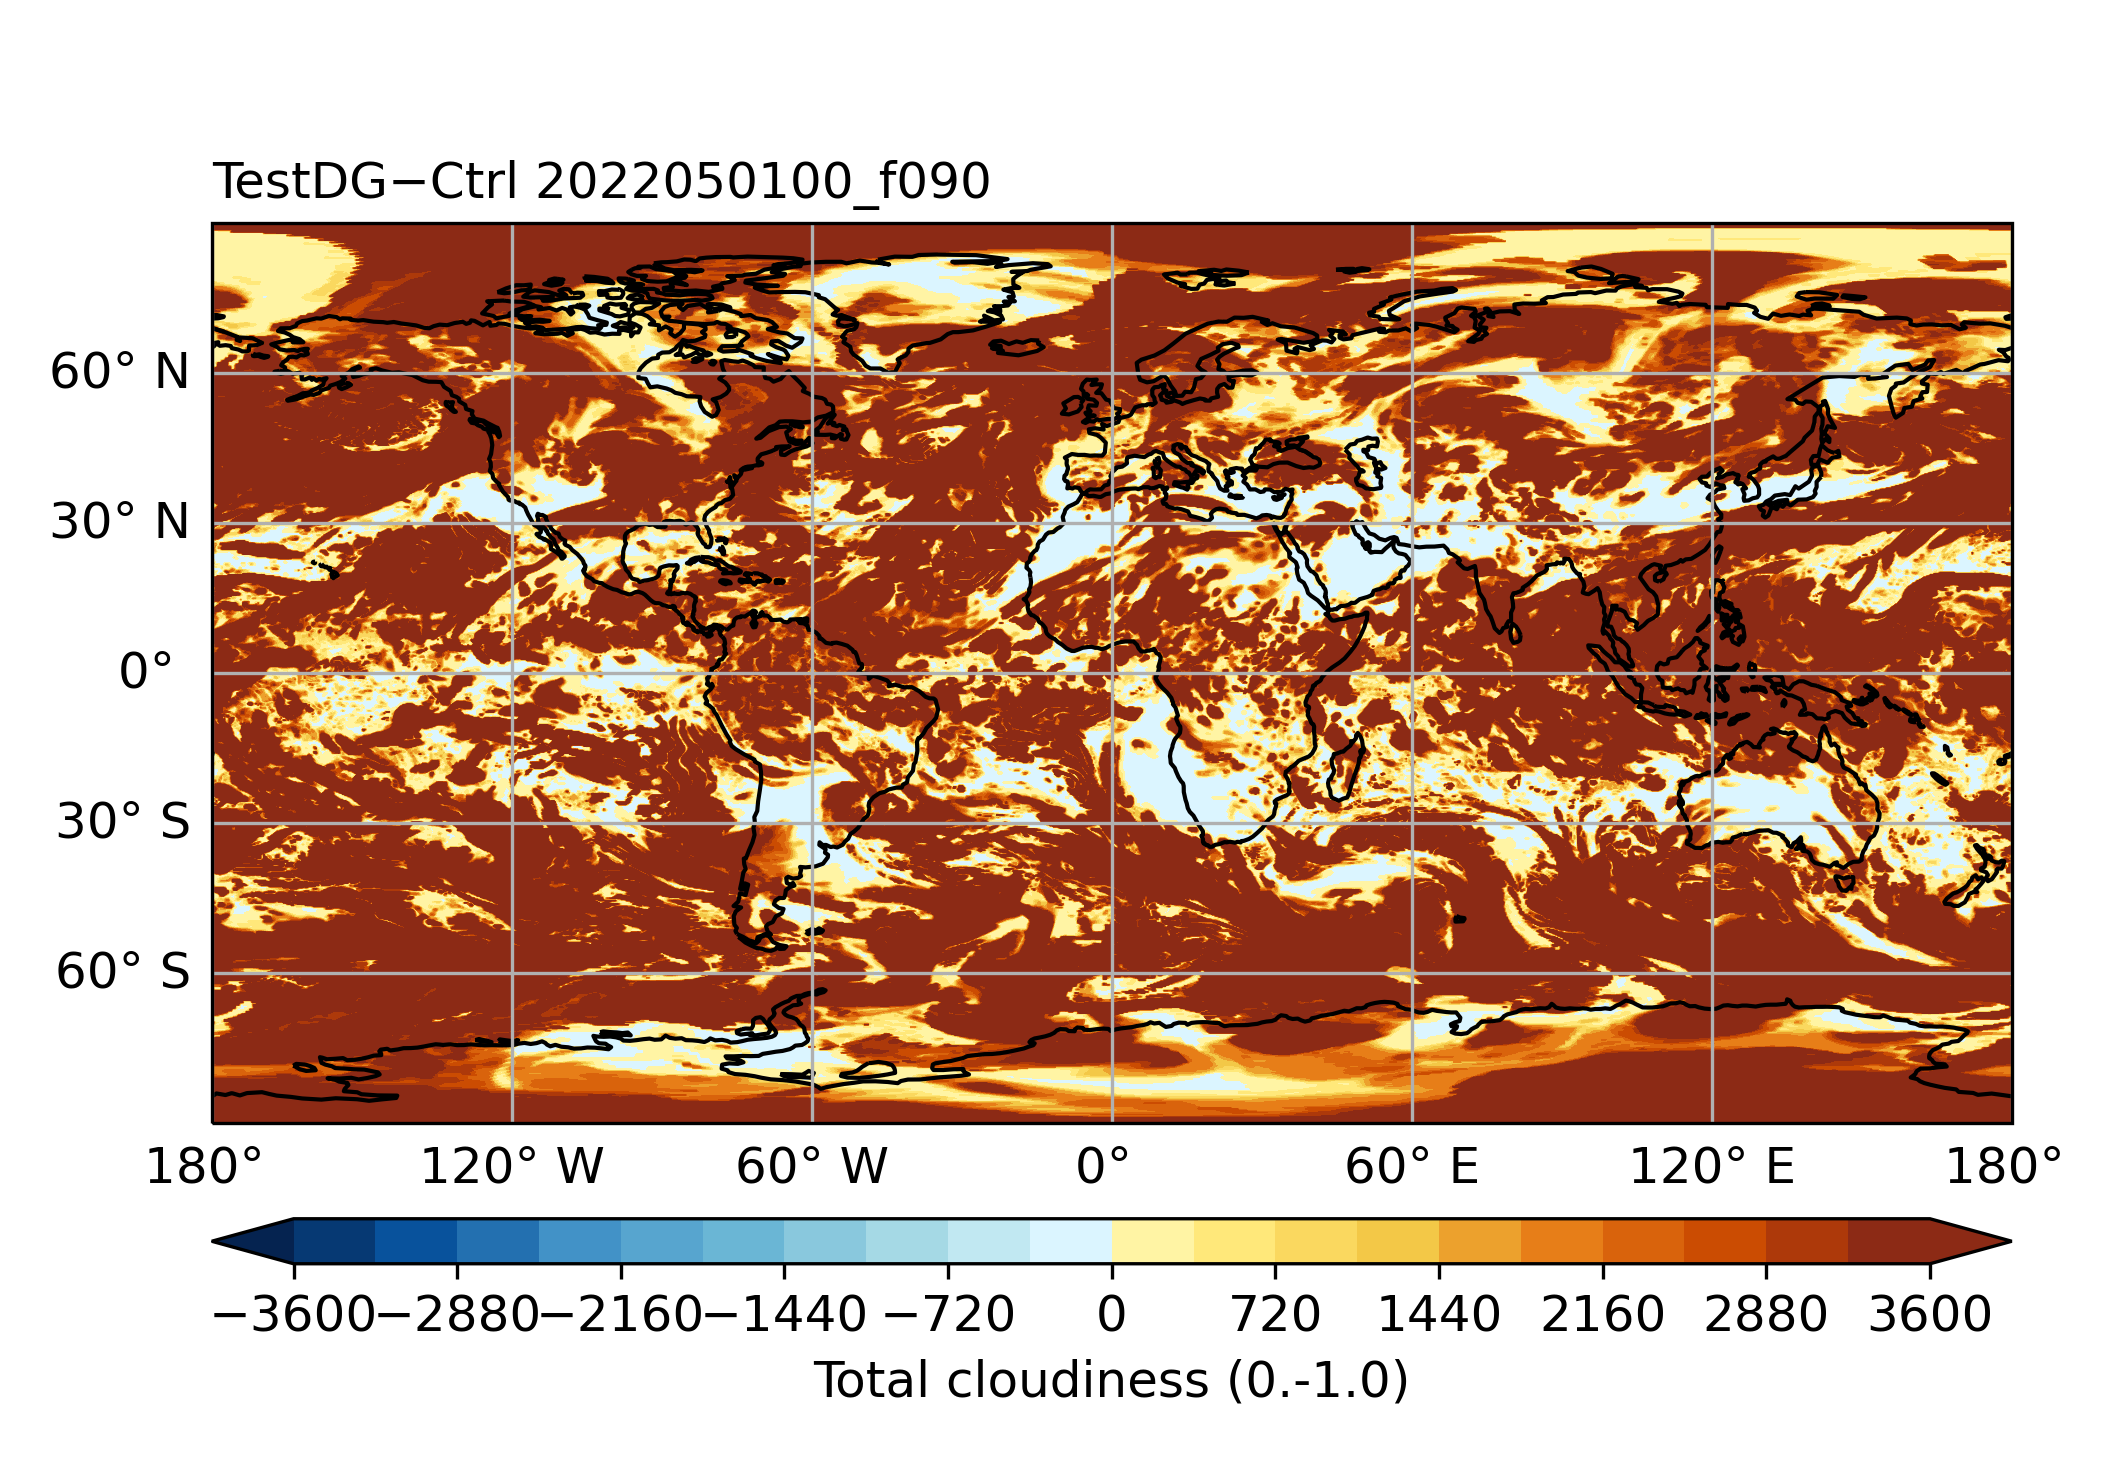 TestDG−Ctrl 2022050100_f090
60° N
30° N
0°
30° S
60° S
180° 120° W 60° W 0° 60° E 120° E 180°
−3600 −2880 −2160 −1440 −720 0 720 1440 2160 2880 3600
Total cloudiness (0.-1.0)